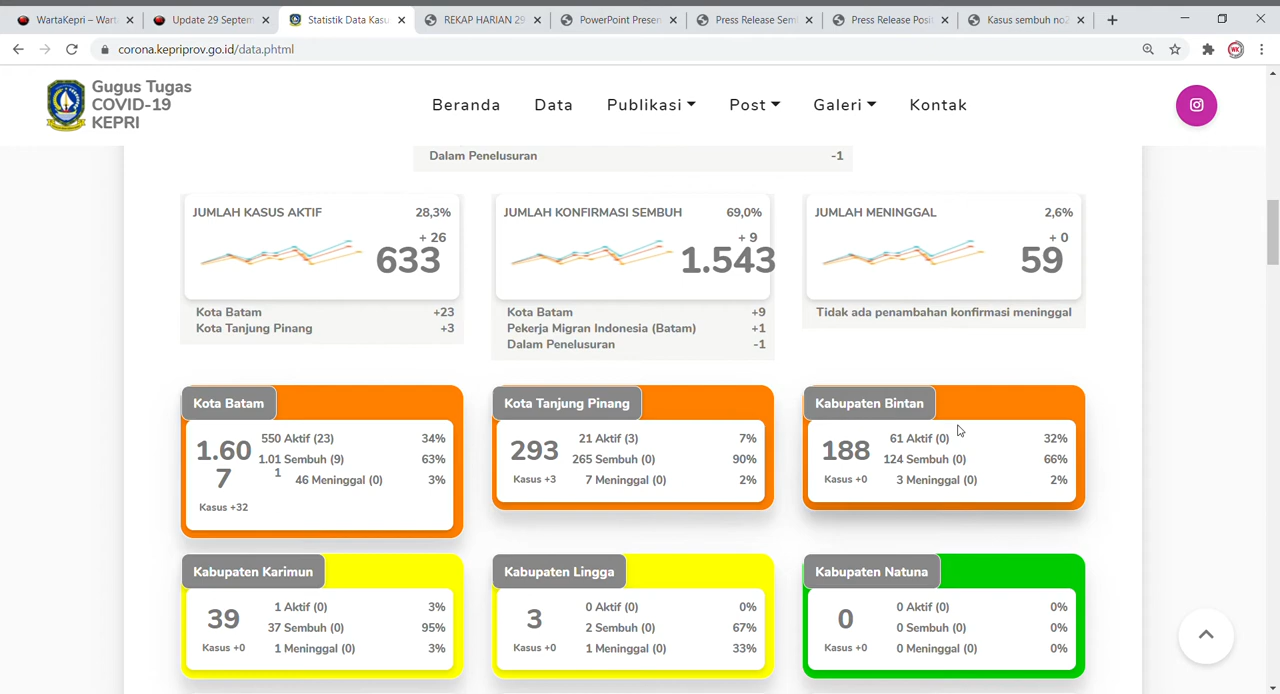 WartaKepri – Warta
Update 29 Septem
Statistik Data Kasu
REKAP HARIAN 29
PowerPoint Presen
Press Release Sem
Press Release Posi
Kasus sembuh no2
corona.kepriprov.go.id/data.phtml
WK
Gugus Tugas
COVID-19
KEPRI
Beranda
Data
Publikasi
Post
Galeri
Kontak
Dalam Penelusuran -1
JUMLAH KASUS AKTIF 28,3%
+ 26
633
Kota Batam +23
Kota Tanjung Pinang +3
JUMLAH KONFIRMASI SEMBUH 69,0%
+ 9
1.543
Kota Batam +9
Pekerja Migran Indonesia (Batam) +1
Dalam Penelusuran -1
JUMLAH MENINGGAL 2,6%
+ 0
59
Tidak ada penambahan konfirmasi meninggal
Kota Batam
1.60
7
Kasus +32
550 Aktif (23) 34%
1.01 Sembuh (9) 63%
1
46 Meninggal (0) 3%
Kota Tanjung Pinang
293
Kasus +3
21 Aktif (3) 7%
265 Sembuh (0) 90%
7 Meninggal (0) 2%
Kabupaten Bintan
188
Kasus +0
61 Aktif (0) 32%
124 Sembuh (0) 66%
3 Meninggal (0) 2%
Kabupaten Karimun
39
Kasus +0
1 Aktif (0) 3%
37 Sembuh (0) 95%
1 Meninggal (0) 3%
Kabupaten Lingga
3
Kasus +0
0 Aktif (0) 0%
2 Sembuh (0) 67%
1 Meninggal (0) 33%
Kabupaten Natuna
0
Kasus +0
0 Aktif (0) 0%
0 Sembuh (0) 0%
0 Meninggal (0) 0%